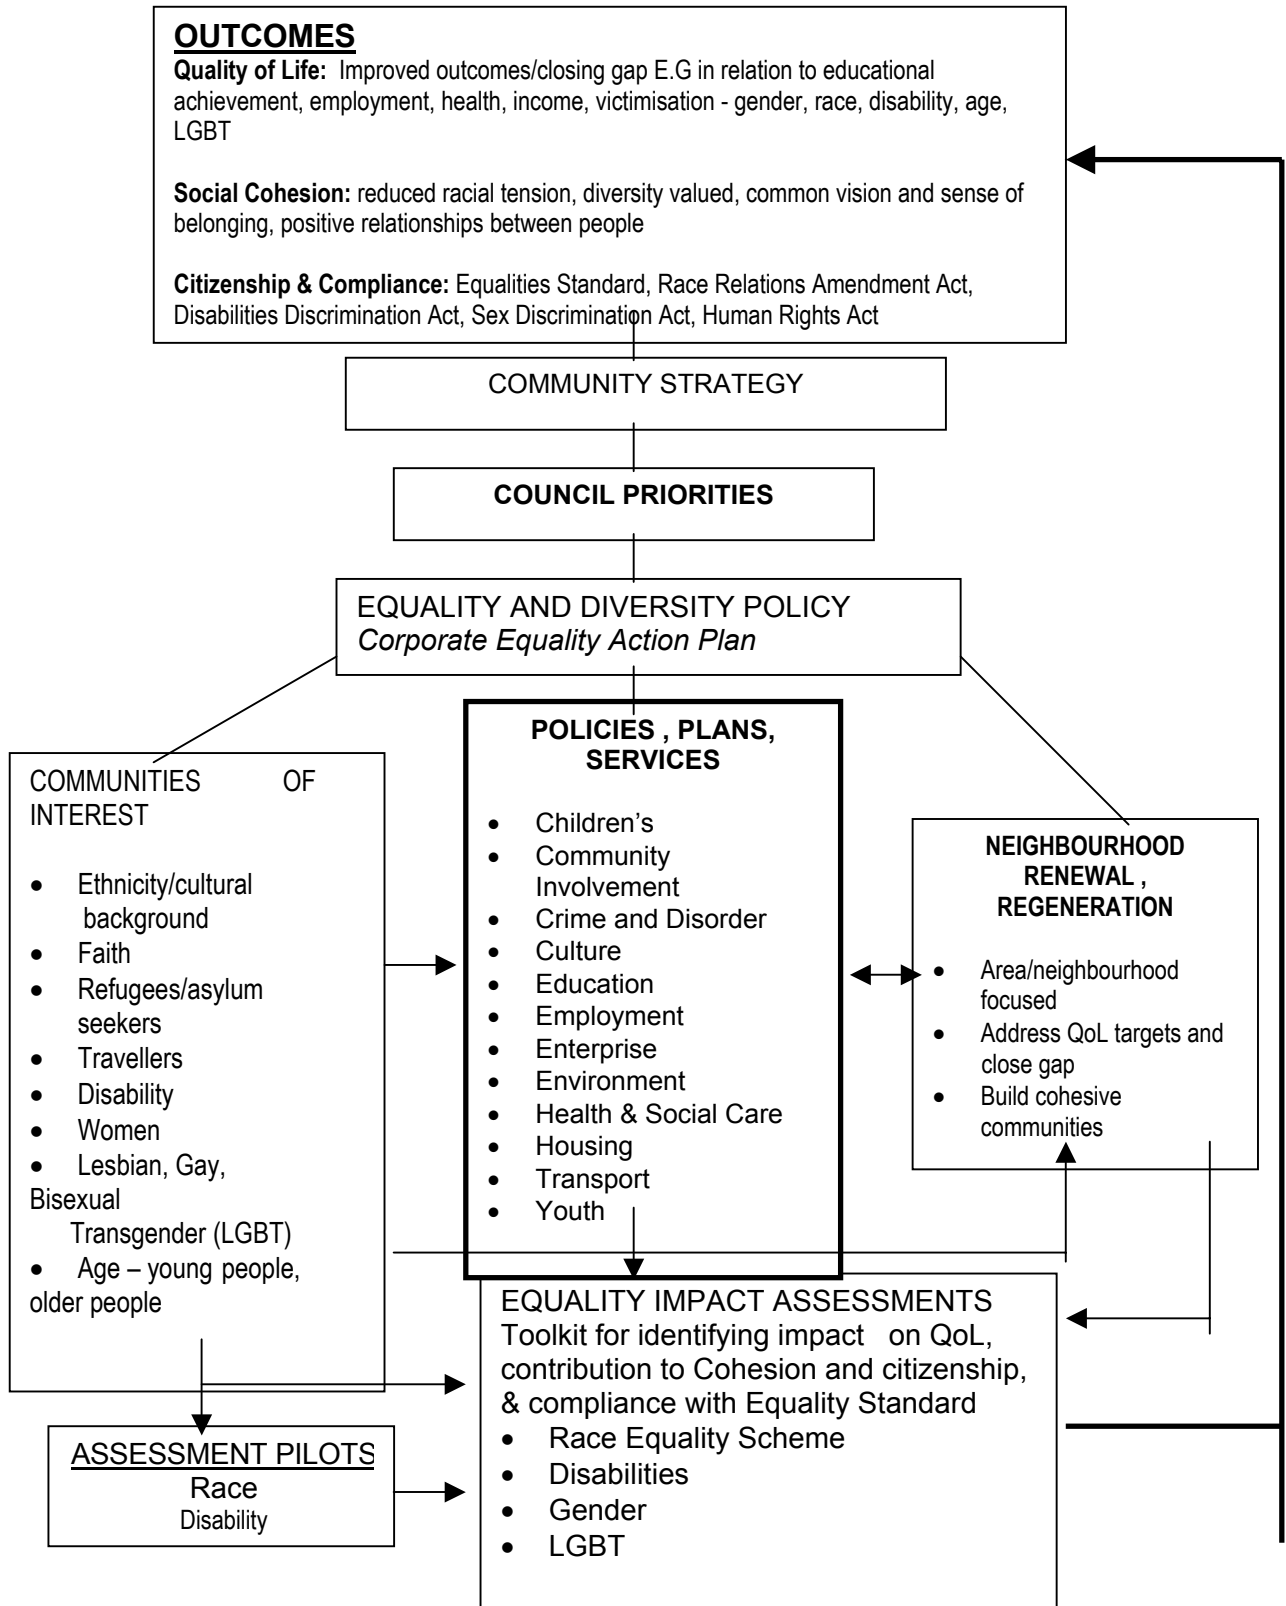 OUTCOMES
Quality of Life: Improved outcomes/closing gap E.G in relation to educational
achievement, employment, health, income, victimisation - gender, race, disability, age,
LGBT
Social Cohesion: reduced racial tension, diversity valued, common vision and sense of
belonging, positive relationships between people
Citizenship & Compliance: Equalities Standard, Race Relations Amendment Act,
Disabilities Discrimination Act, Sex Discrimination Act, Human Rights Act
COMMUNITY STRATEGY
COUNCIL PRIORITIES
EQUALITY AND DIVERSITY POLICY
Corporate Equality Action Plan
COMMUNITIES OF
INTEREST
• Ethnicity/cultural
background
• Faith
• Refugees/asylum
seekers
• Travellers
• Disability
• Women
• Lesbian, Gay,
Bisexual
Transgender (LGBT)
• Age – young people,
older people
POLICIES , PLANS,
SERVICES
• Children’s
• Community
Involvement
• Crime and Disorder
• Culture
• Education
• Employment
• Enterprise
• Environment
• Health & Social Care
• Housing
• Transport
• Youth
NEIGHBOURHOOD
RENEWAL ,
REGENERATION
• Area/neighbourhood
focused
• Address QoL targets and
close gap
• Build cohesive
communities
ASSESSMENT PILOTS
Race
Disability
EQUALITY IMPACT ASSESSMENTS
Toolkit for identifying impact on QoL,
contribution to Cohesion and citizenship,
& compliance with Equality Standard
• Race Equality Scheme
• Disabilities
• Gender
• LGBT